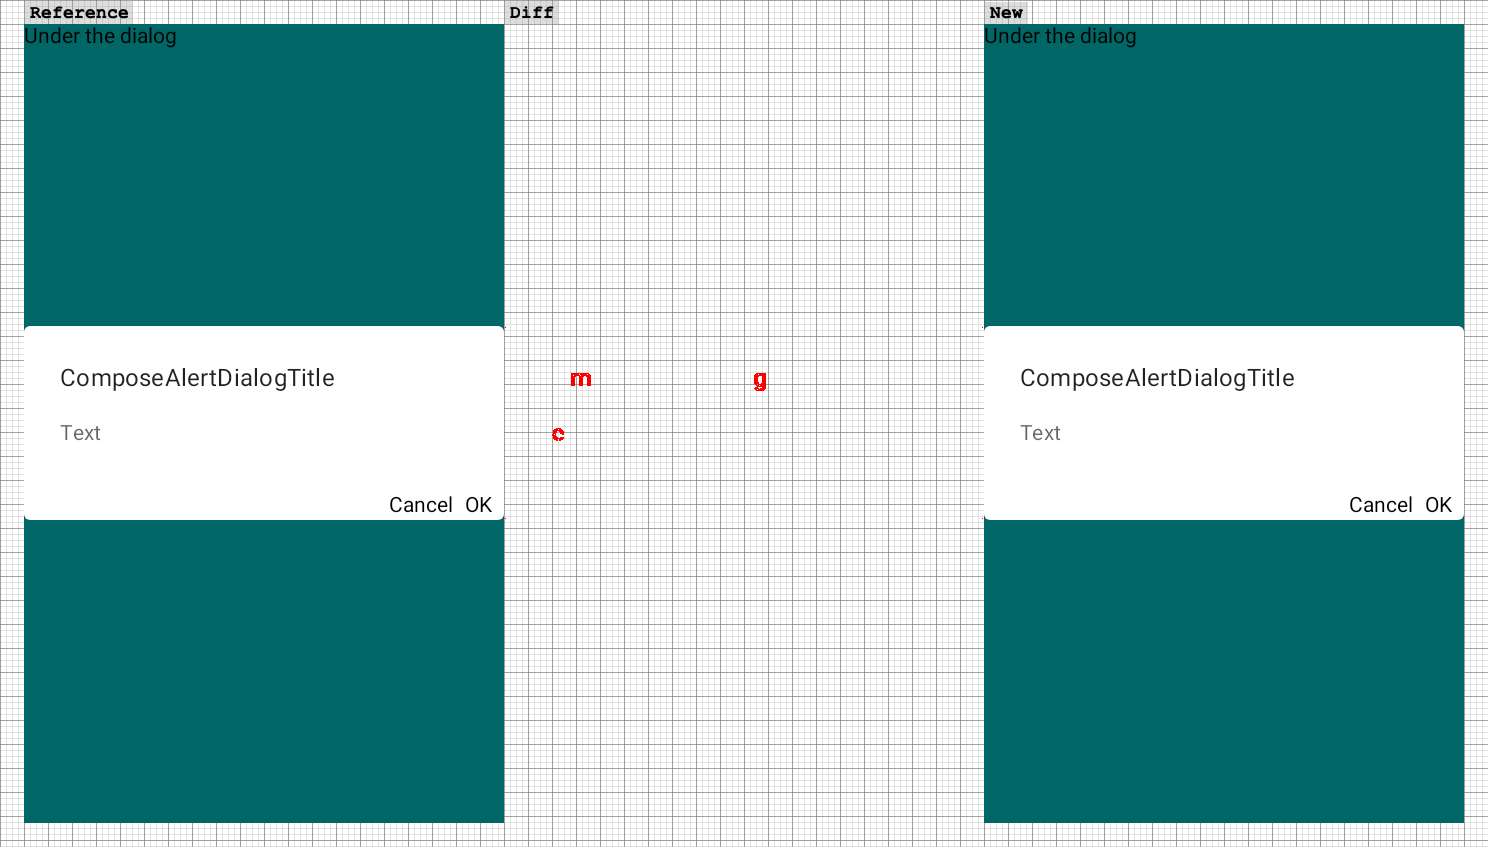 Reference
Diff
New
Under the dialog
Under the dialog
ComposeAlertDialogTitle
m
g
ComposeAlertDialogTitle
Text
c
Text
Cancel OK
Cancel OK